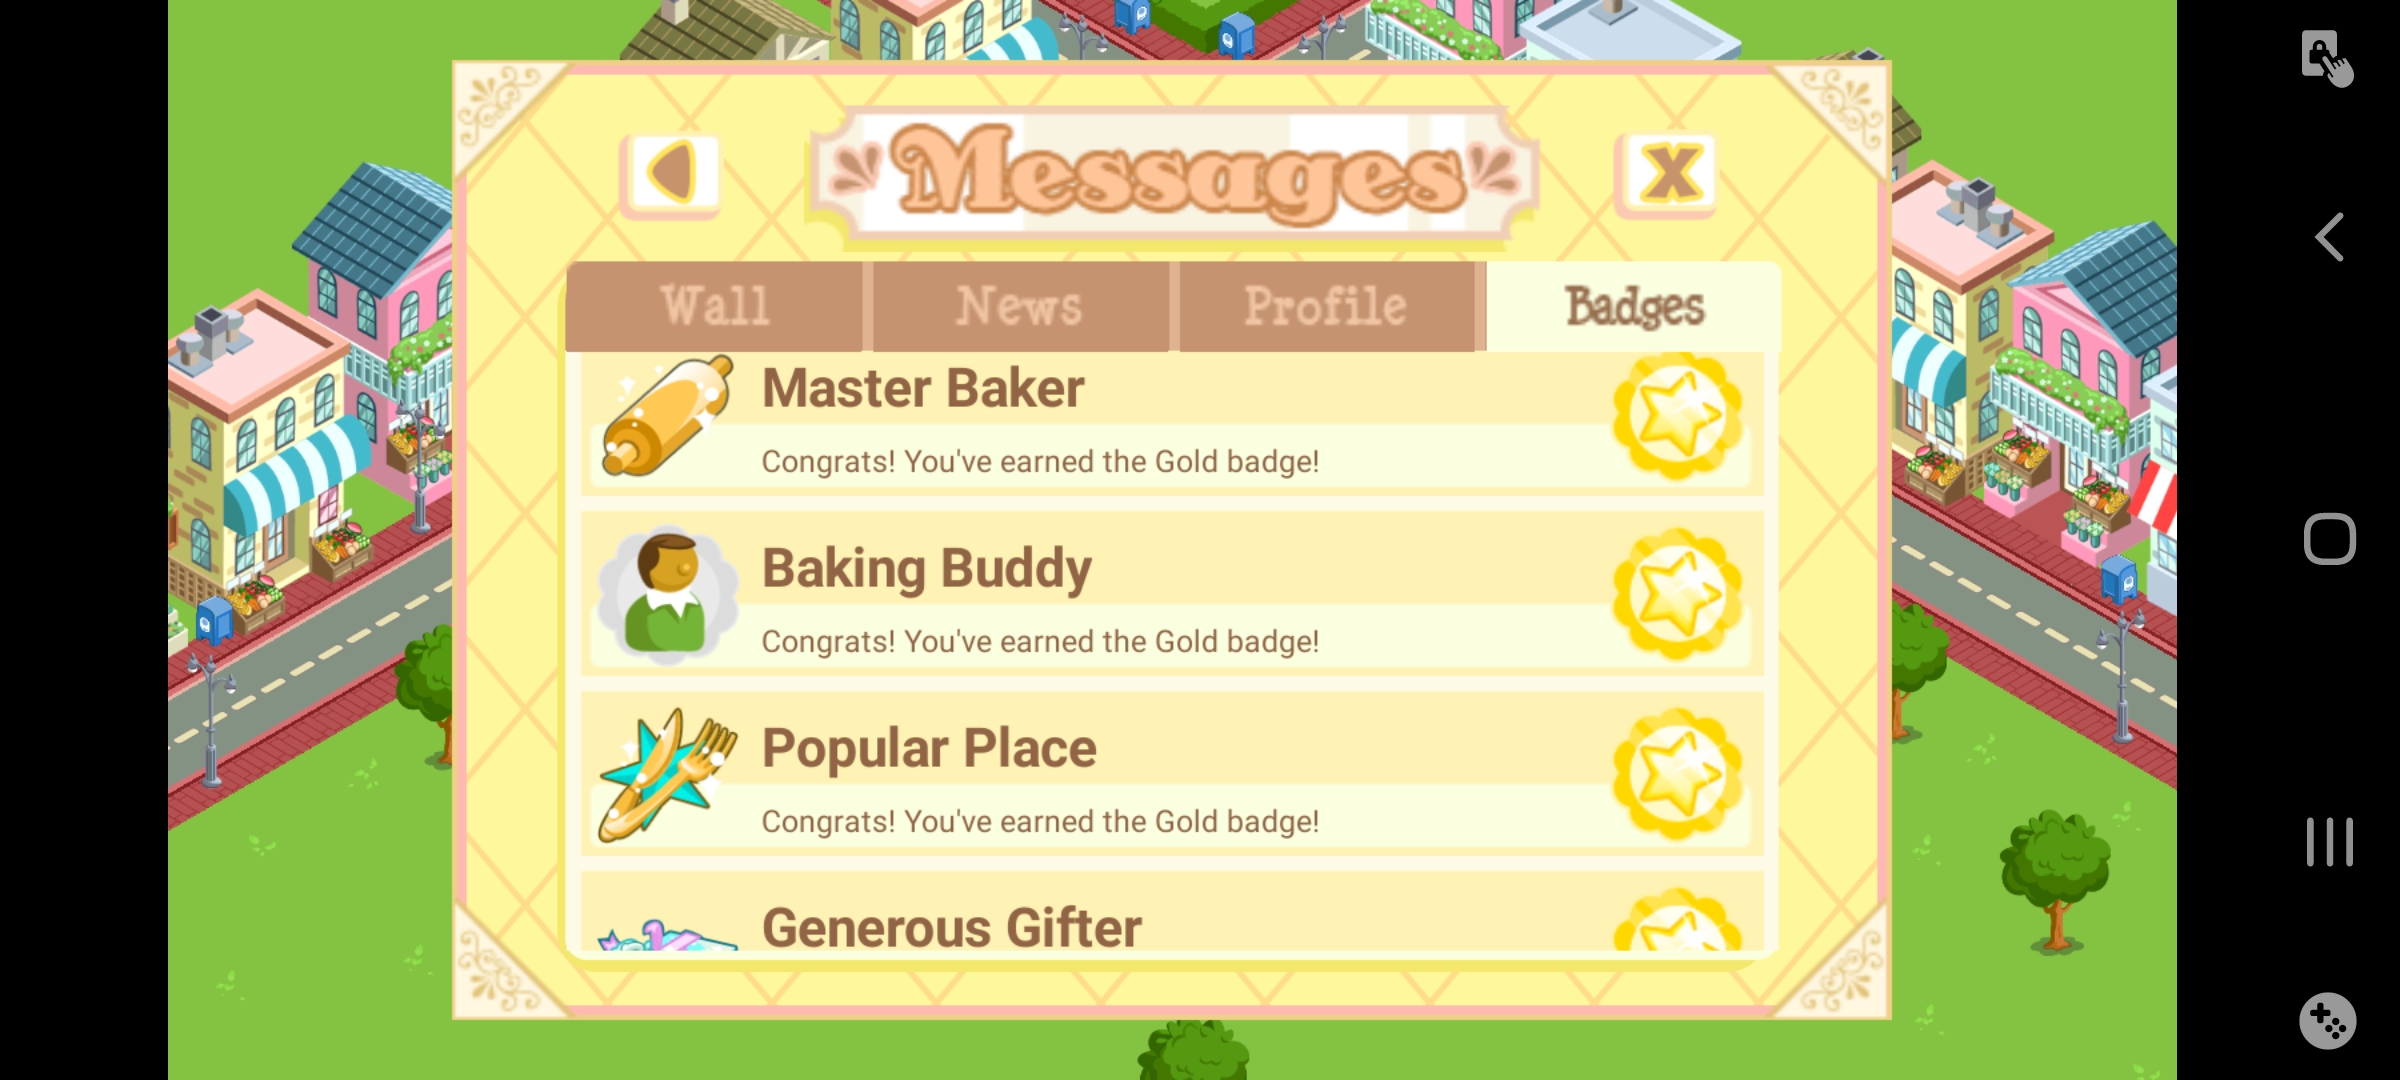 Messages
Wall News Profile Badges
Master Baker
Congrats! You've earned the Gold badge!
Baking Buddy
Congrats! You've earned the Gold badge!
Popular Place
Congrats! You've earned the Gold badge!
Generous Gifter